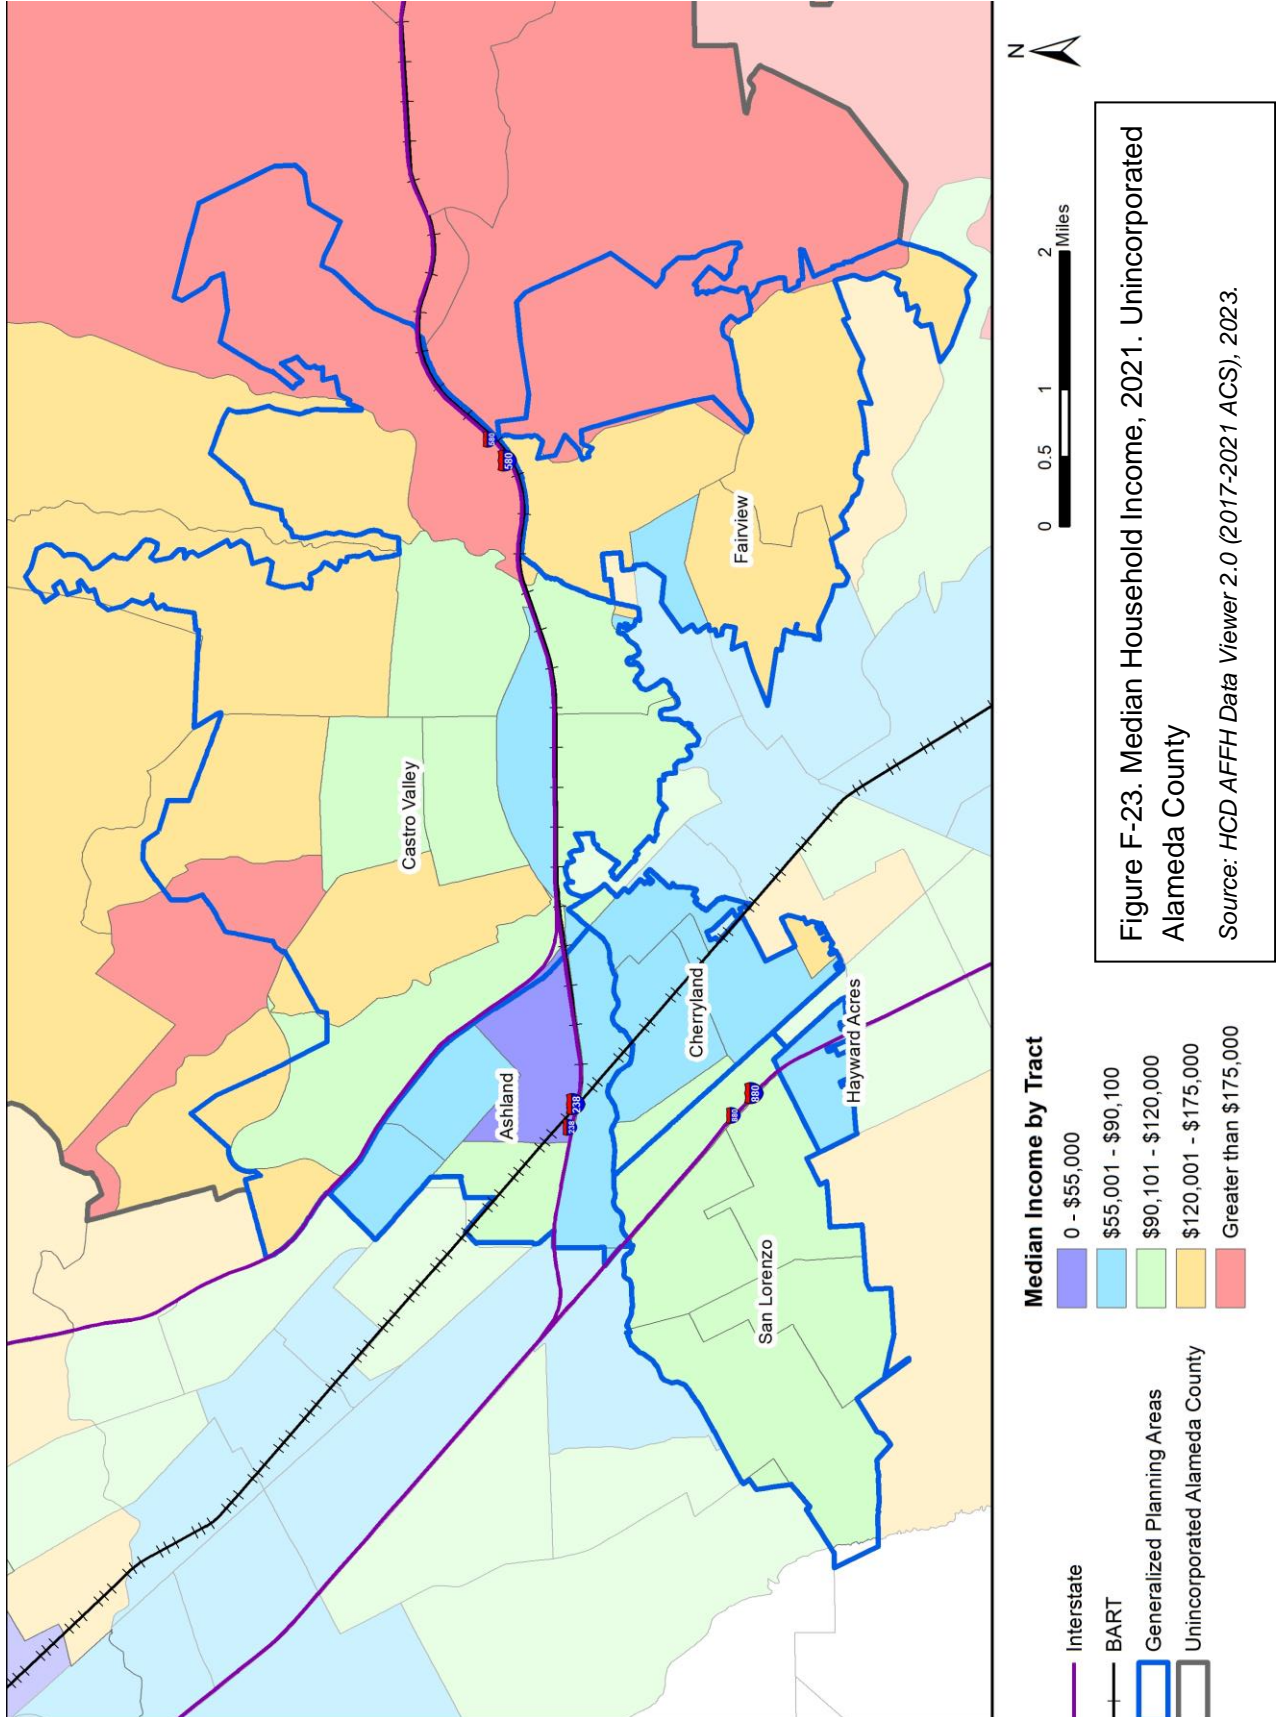 Castro Valley
Ashland
Cherryland
Fairview
Hayward Acres
San Lorenzo
580
580
238
238
880
880
N
0
0.5
1
2
Miles
Interstate
BART
Generalized Planning Areas
Unincorporated Alameda County
Median Income by Tract
0 - $55,000
$55,001 - $90,100
$90,101 - $120,000
$120,001 - $175,000
Greater than $175,000
Figure F-23. Median Household Income, 2021. Unincorporated
Alameda County
Source: HCD AFFH Data Viewer 2.0 (2017-2021 ACS), 2023.